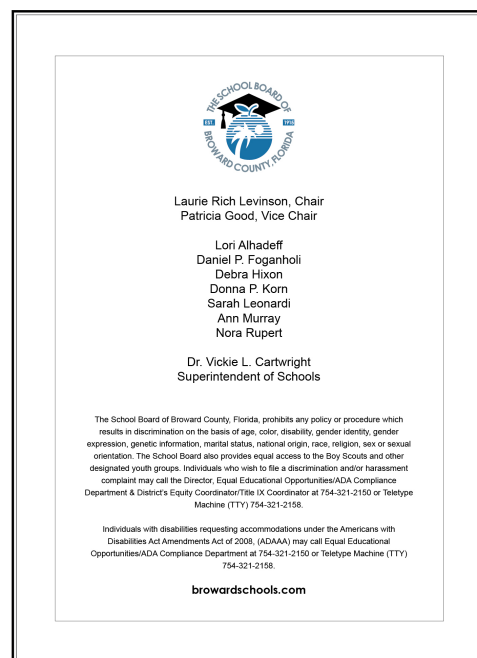 THE SCHOOL BOARD OF
EST. 1915
BROWARD COUNTY, FLORIDA
Laurie Rich Levinson, Chair
Patricia Good, Vice Chair
Lori Alhadeff
Daniel P. Foganholi
Debra Hixon
Donna P. Korn
Sarah Leonardi
Ann Murray
Nora Rupert
Dr. Vickie L. Cartwright
Superintendent of Schools
The School Board of Broward County, Florida, prohibits any policy or procedure which
results in discrimination on the basis of age, color, disability, gender identity, gender
expression, genetic information, marital status, national origin, race, religion, sex or sexual
orientation. The School Board also provides equal access to the Boy Scouts and other
designated youth groups. Individuals who wish to file a discrimination and/or harassment
complaint may call the Director, Equal Educational Opportunities/ADA Compliance
Department & District's Equity Coordinator/Title IX Coordinator at 754-321-2150 or Teletype
Machine (TTY) 754-321-2158.
Individuals with disabilities requesting accommodations under the Americans with
Disabilities Act Amendments Act of 2008, (ADAAA) may call Equal Educational
Opportunities/ADA Compliance Department at 754-321-2150 or Teletype Machine (TTY)
754-321-2158.
browardschools.com